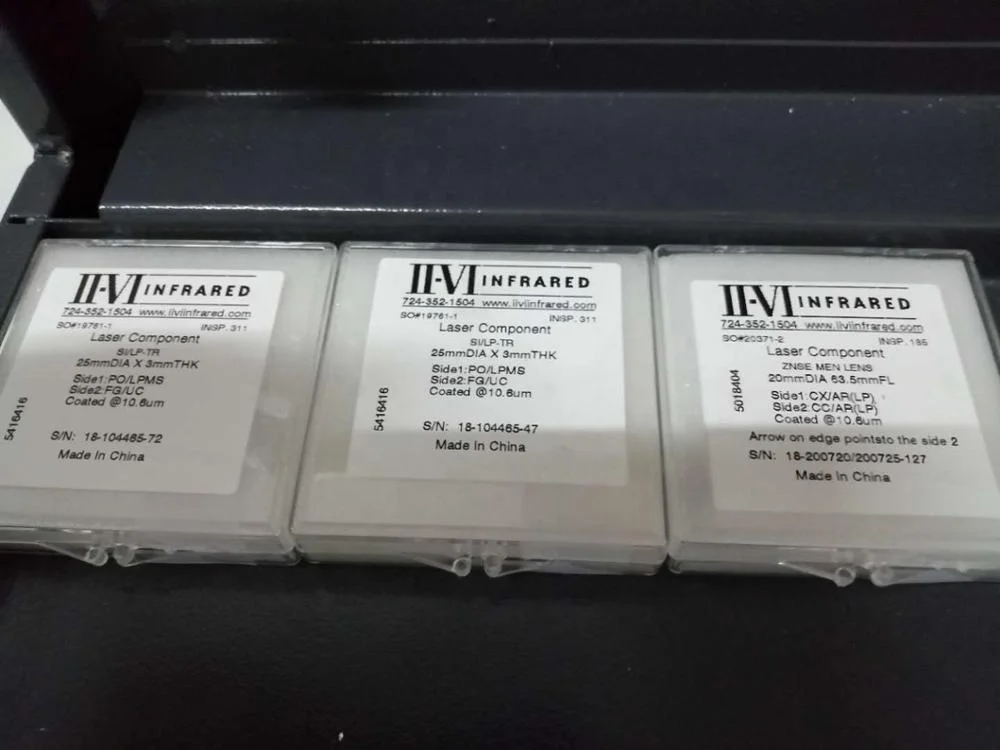 II-VI INFRARED
724-352-1504 www.iiviinfrared.com
SO#19761-1 INSP. 311
Laser Component
SI/LP-TR
25mmDIA X 3mmTHK
Side1:PO/LPMS
Side2:FG/UC
Coated @10.6um
5416416
S/N: 18-104465-72
Made In China
II-VI INFRARED
724-352-1504 www.iiviinfrared.com
SO#19761-1 INSP. 311
Laser Component
SI/LP-TR
25mmDIA X 3mmTHK
Side1:PO/LPMS
Side2:FG/UC
Coated @10.6um
5416416
S/N: 18-104465-47
Made In China
II-VI INFRARED
724-352-1504 www.iiviinfrared.com
SO#20371-2 INSP. 185
Laser Component
ZNSE MEN LENS
20mmDIA 63.5mmFL
Side1:CX/AR(LP)
Side2:CC/AR(LP)
Coated @10.6um
5018404
Arrow on edge pointsto the side 2
S/N: 18-200720/200725-127
Made In China